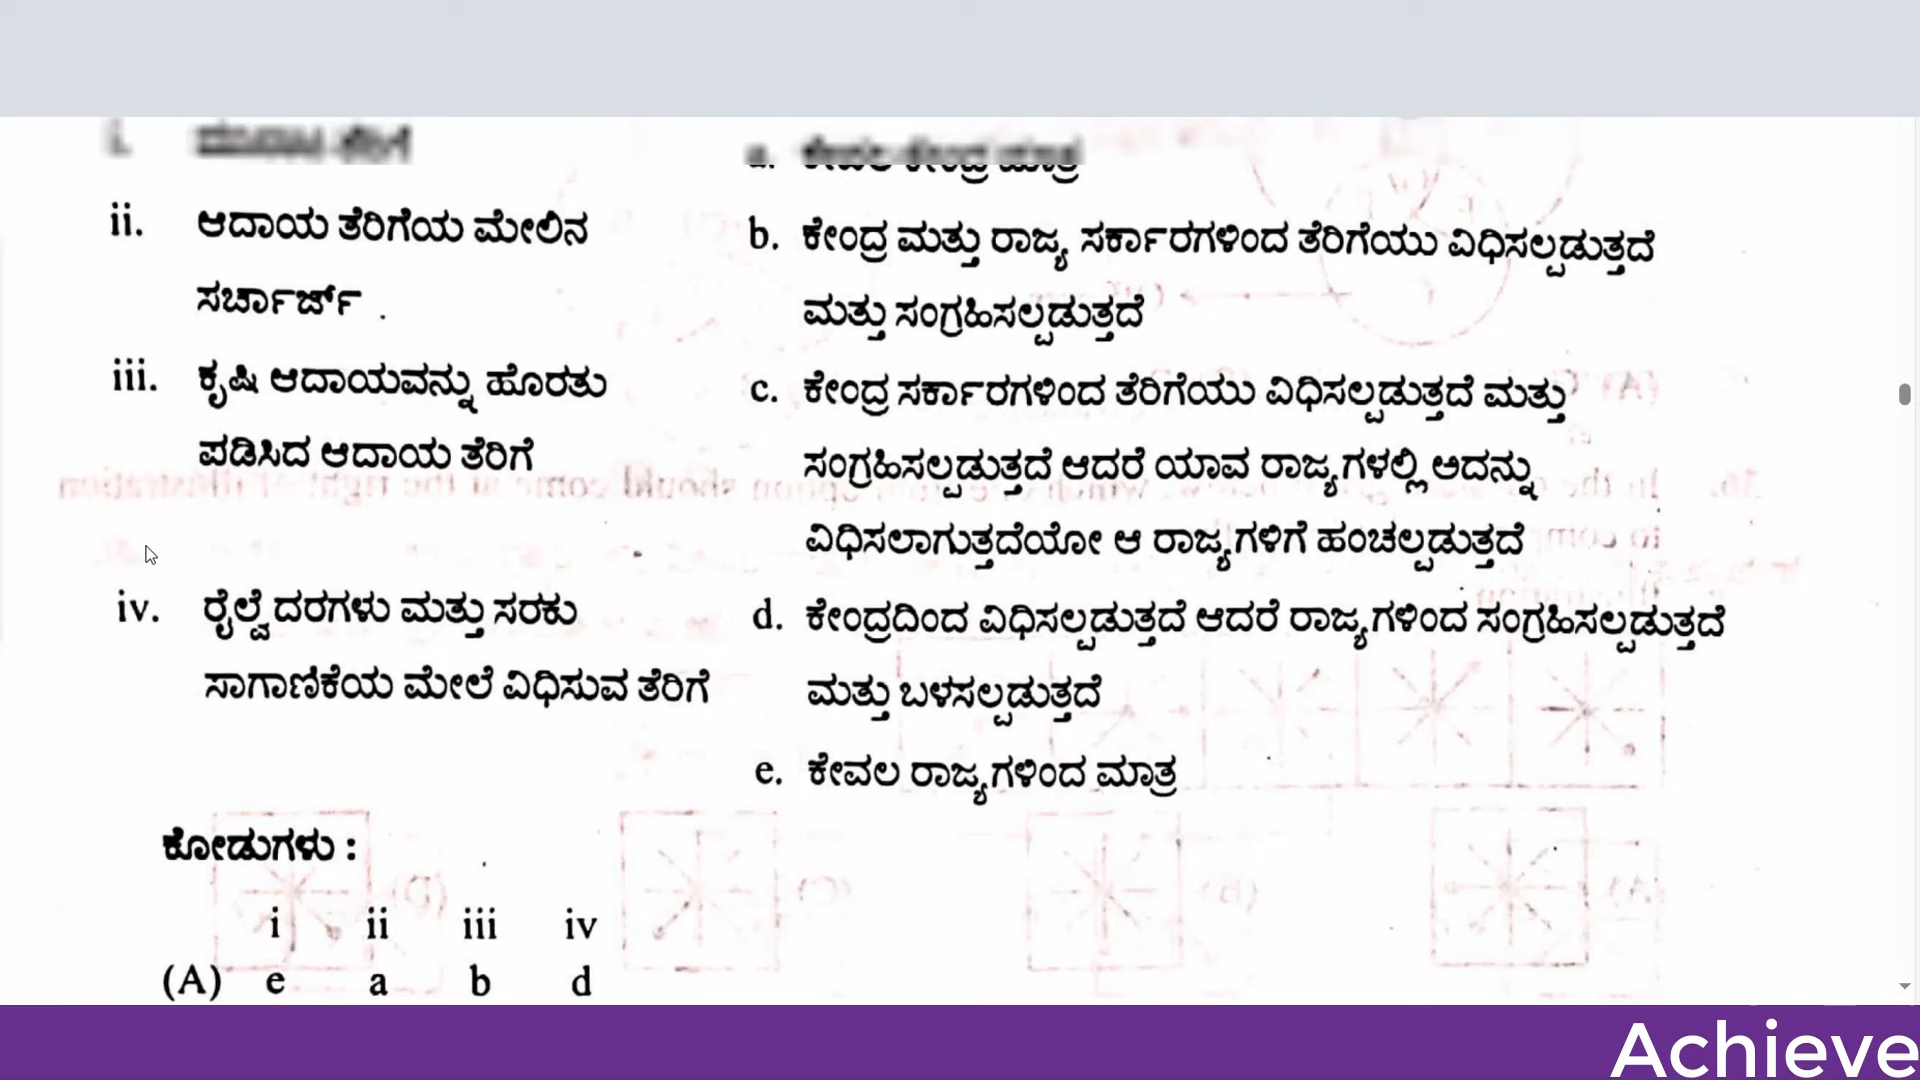 i.
a. ಕೇವಲ ಕೇಂದ್ರ ಮಾತ್ರ
ii. ಆದಾಯ ತೆರಿಗೆಯ ಮೇಲಿನ
ಸರ್ಚಾರ್ಜ್ .
b. ಕೇಂದ್ರ ಮತ್ತು ರಾಜ್ಯ ಸರ್ಕಾರಗಳಿಂದ ತೆರಿಗೆಯು ವಿಧಿಸಲ್ಪಡುತ್ತದೆ
ಮತ್ತು ಸಂಗ್ರಹಿಸಲ್ಪಡುತ್ತದೆ
iii. ಕೃಷಿ ಆದಾಯವನ್ನು ಹೊರತು
ಪಡಿಸಿದ ಆದಾಯ ತೆರಿಗೆ
c. ಕೇಂದ್ರ ಸರ್ಕಾರಗಳಿಂದ ತೆರಿಗೆಯು ವಿಧಿಸಲ್ಪಡುತ್ತದೆ ಮತ್ತು
ಸಂಗ್ರಹಿಸಲ್ಪಡುತ್ತದೆ ಆದರೆ ಯಾವ ರಾಜ್ಯಗಳಲ್ಲಿ ಅದನ್ನು
ವಿಧಿಸಲಾಗುತ್ತದೆಯೋ ಆ ರಾಜ್ಯಗಳಿಗೆ ಹಂಚಲ್ಪಡುತ್ತದೆ
iv. ರೈಲ್ವೆ ದರಗಳು ಮತ್ತು ಸರಕು
ಸಾಗಾಣಿಕೆಯ ಮೇಲೆ ವಿಧಿಸುವ ತೆರಿಗೆ
d. ಕೇಂದ್ರದಿಂದ ವಿಧಿಸಲ್ಪಡುತ್ತದೆ ಆದರೆ ರಾಜ್ಯಗಳಿಂದ ಸಂಗ್ರಹಿಸಲ್ಪಡುತ್ತದೆ
ಮತ್ತು ಬಳಸಲ್ಪಡುತ್ತದೆ
e. ಕೇವಲ ರಾಜ್ಯಗಳಿಂದ ಮಾತ್ರ
ಕೋಡುಗಳು :
i ii iii iv
(A) e a b d
Achieve